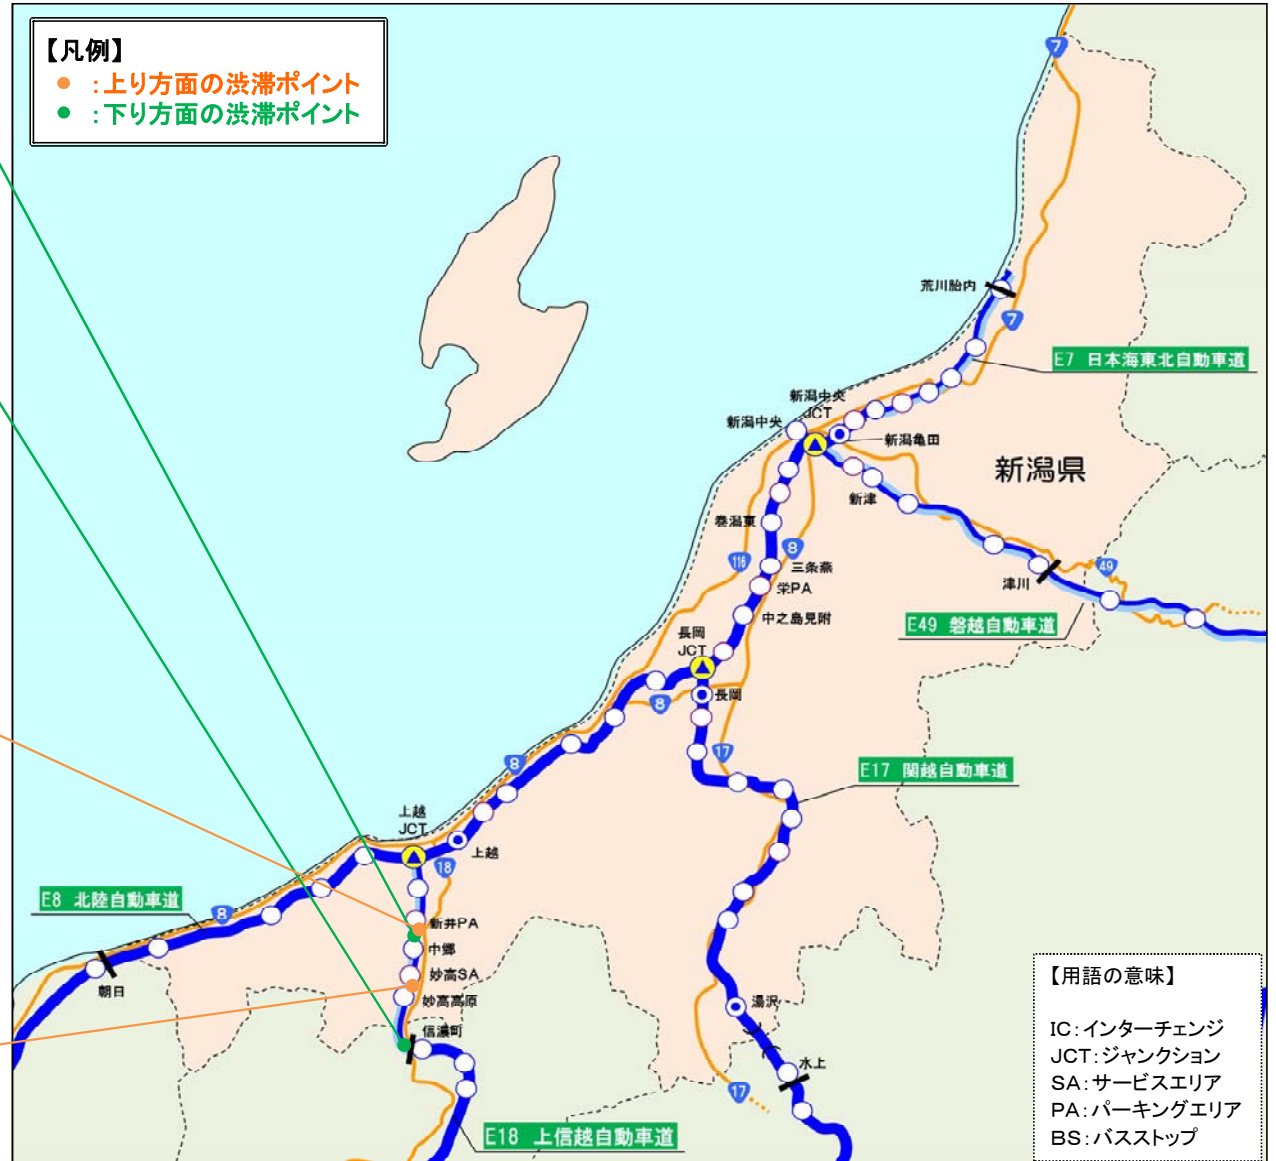 【凡例】
● :上り方面の渋滞ポイント
● :下り方面の渋滞ポイント
7
荒川胎内
7
E7 日本海東北自動車道
新潟中央
JCT
新潟中央
新潟亀田
新潟県
新津
巻潟東
8
116
三条燕
栄PA
津川
49
中之島見附
E49 磐越自動車道
長岡
JCT
長岡
8
17
8
E17 関越自動車道
上越
JCT
上越
18
E8 北陸自動車道
8
新井PA
中郷
妙高SA
朝日
妙高高原
湯沢
信濃町
水上
17
E18 上信越自動車道
【用語の意味】
IC:インターチェンジ
JCT:ジャンクション
SA:サービスエリア
PA:パーキングエリア
BS:バスストップ